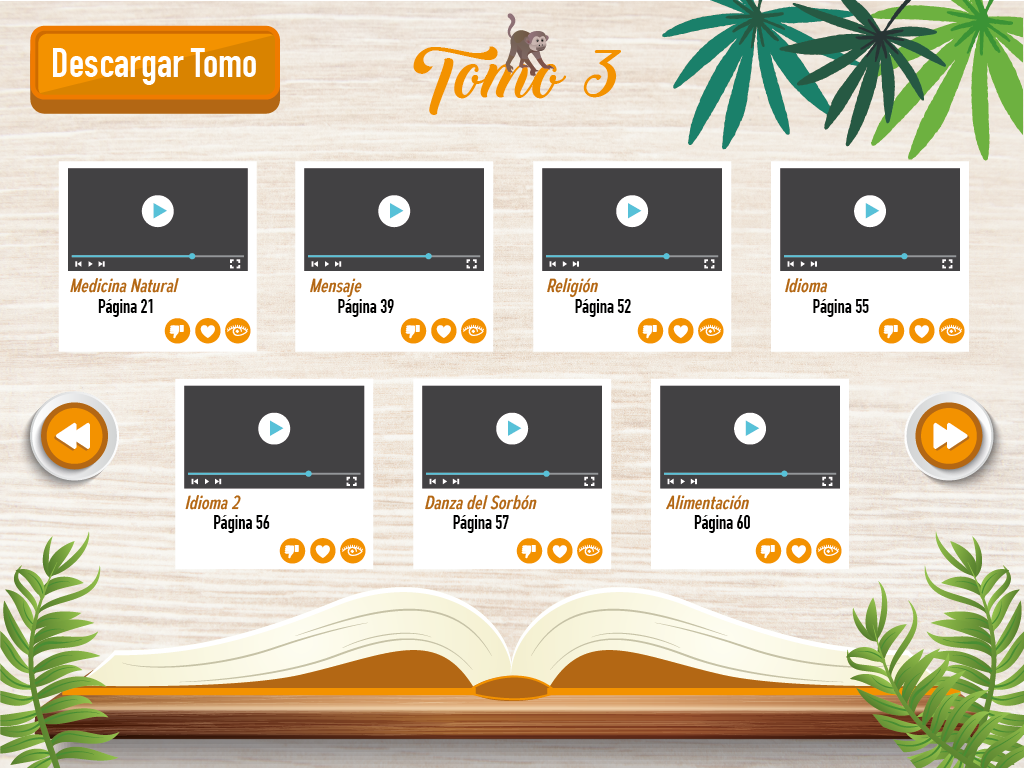 Descargar Tomo
Tomo 3
Medicina Natural
Página 21
Mensaje
Página 39
Religión
Página 52
Idioma
Página 55
Idioma 2
Página 56
Danza del Sorbón
Página 57
Alimentación
Página 60